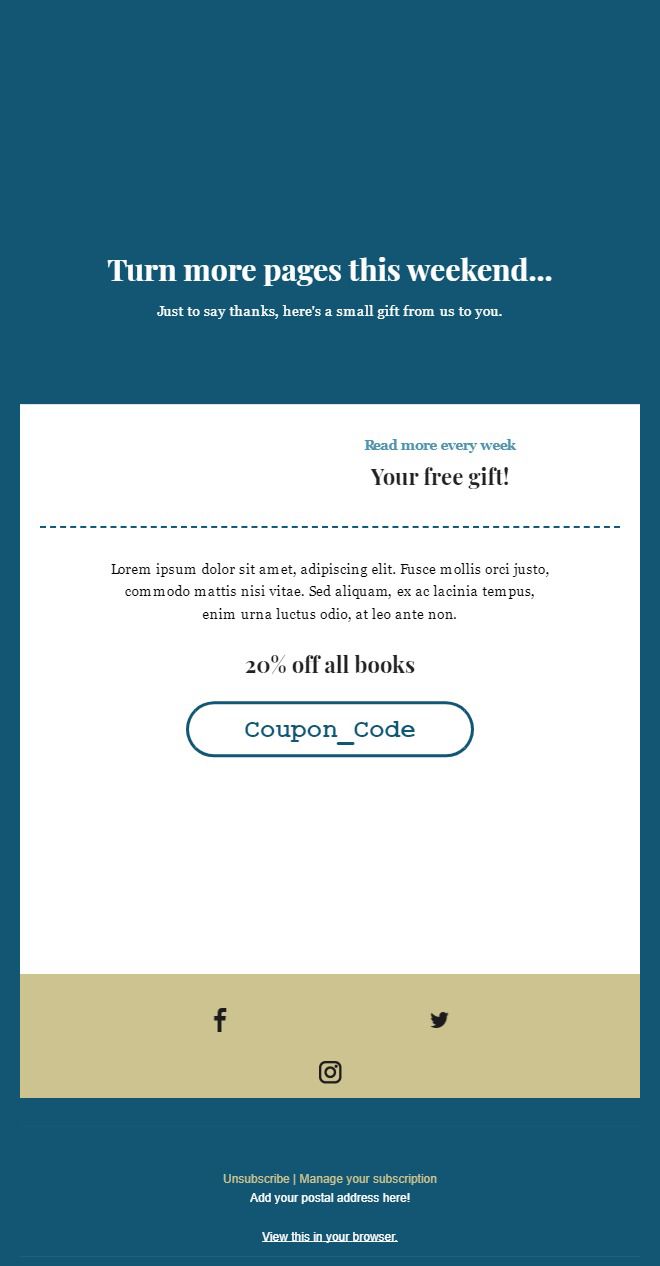 Turn more pages this weekend...
Just to say thanks, here's a small gift from us to you.
Read more every week
Your free gift!
Lorem ipsum dolor sit amet, adipiscing elit. Fusce mollis orci justo,
commodo mattis nisi vitae. Sed aliquam, ex ac lacinia tempus,
enim urna luctus odio, at leo ante non.
20% off all books
Coupon_Code
Unsubscribe | Manage your subscription
Add your postal address here!
View this in your browser.